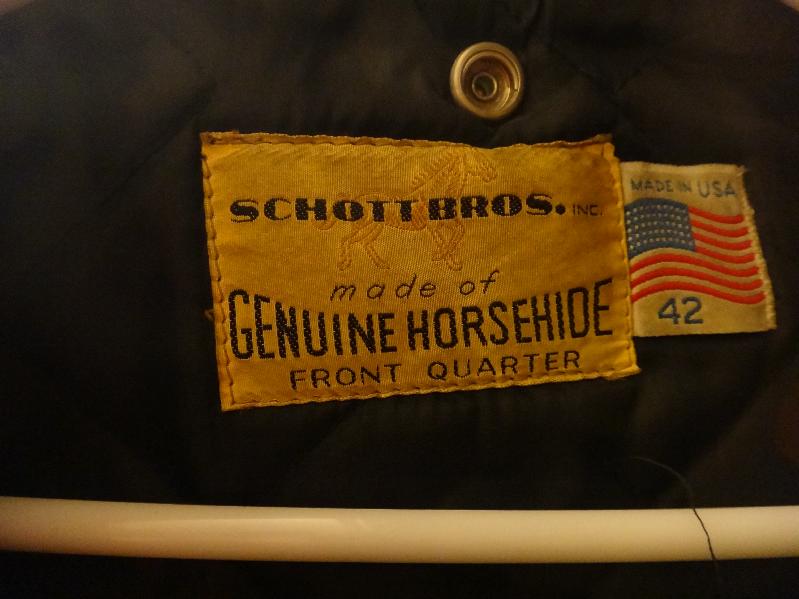 SCHOTT BROS. INC.
made of
GENUINE HORSEHIDE
FRONT QUARTER
MADE IN USA
42